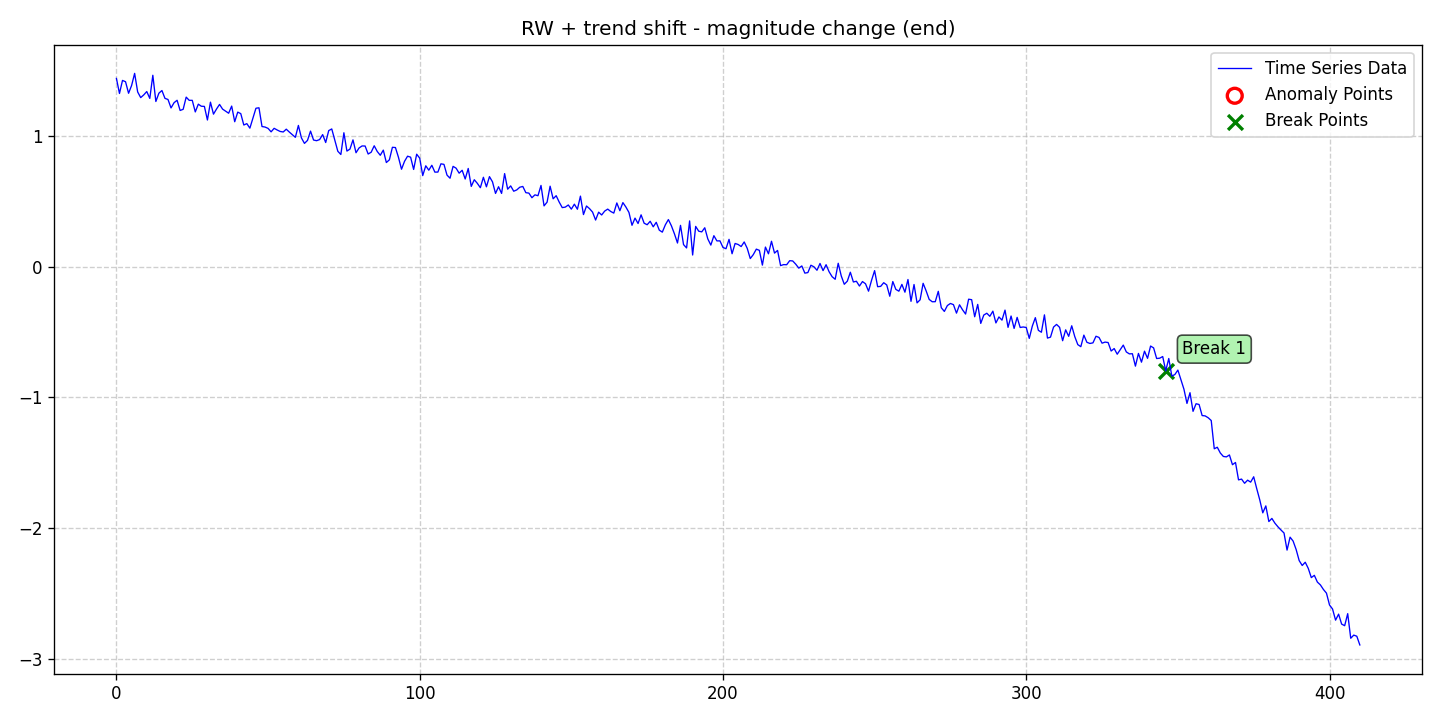 RW + trend shift - magnitude change (end)
Time Series Data
Anomaly Points
Break Points
1
0
−1
−2
−3
Break 1
0
100
200
300
400